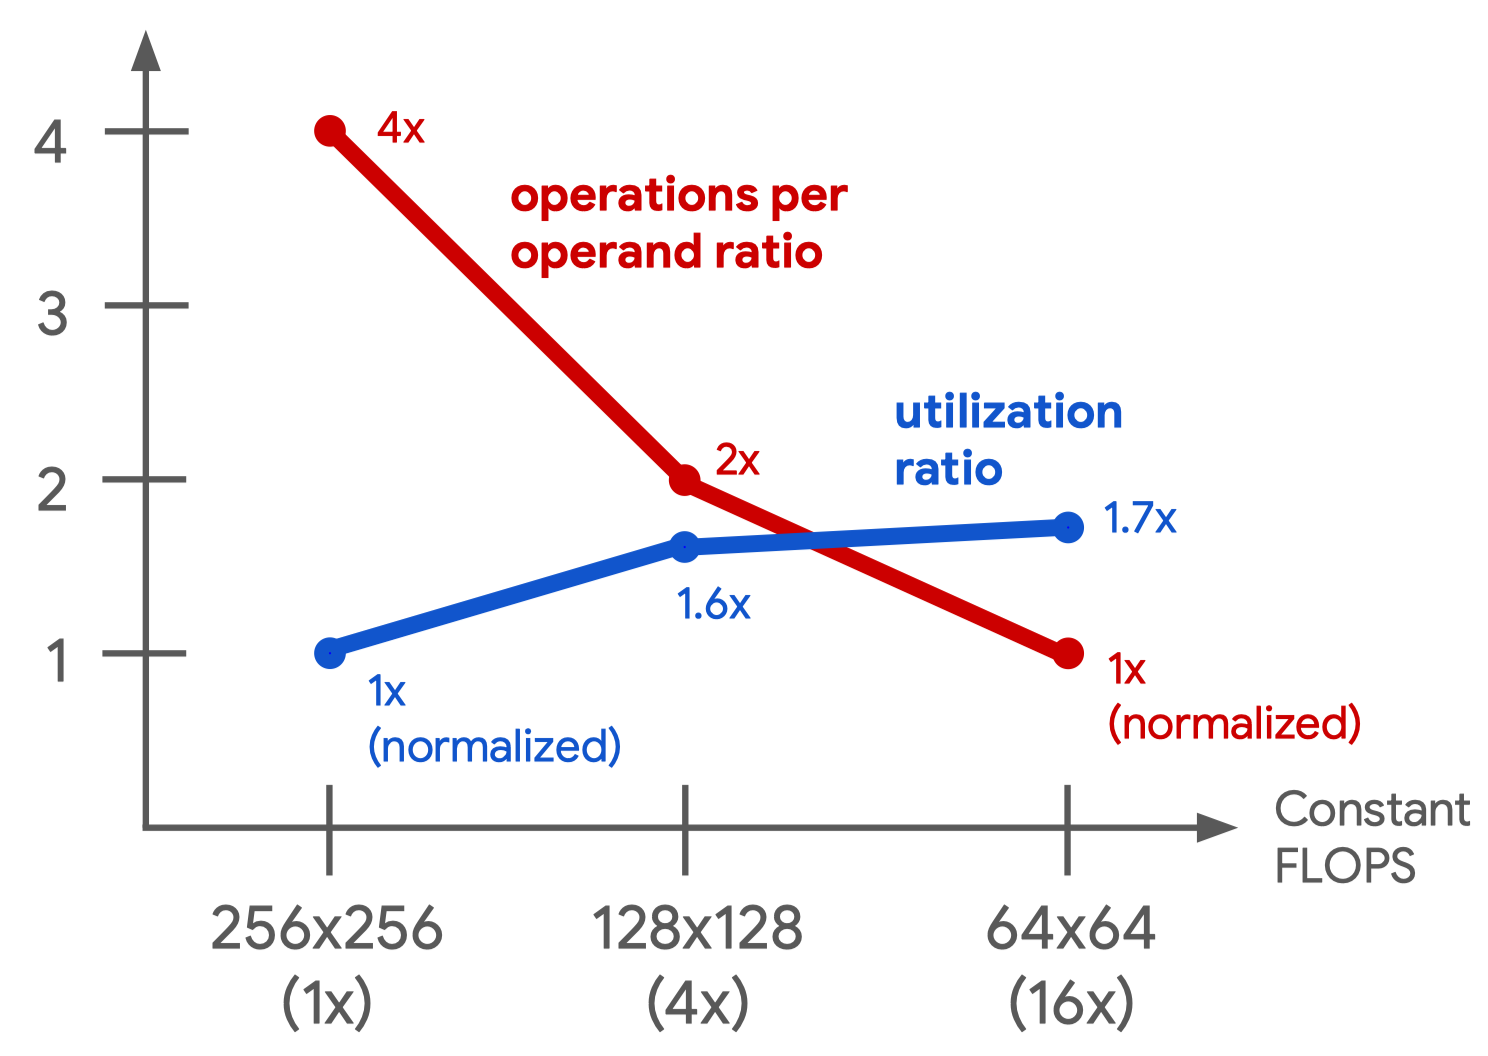 4
4x
operations per
operand ratio
3
utilization
ratio
2
2x
1.7x
1.6x
1
1x
(normalized)
1x
(normalized)
Constant
FLOPS
256x256
(1x)
128x128
(4x)
64x64
(16x)